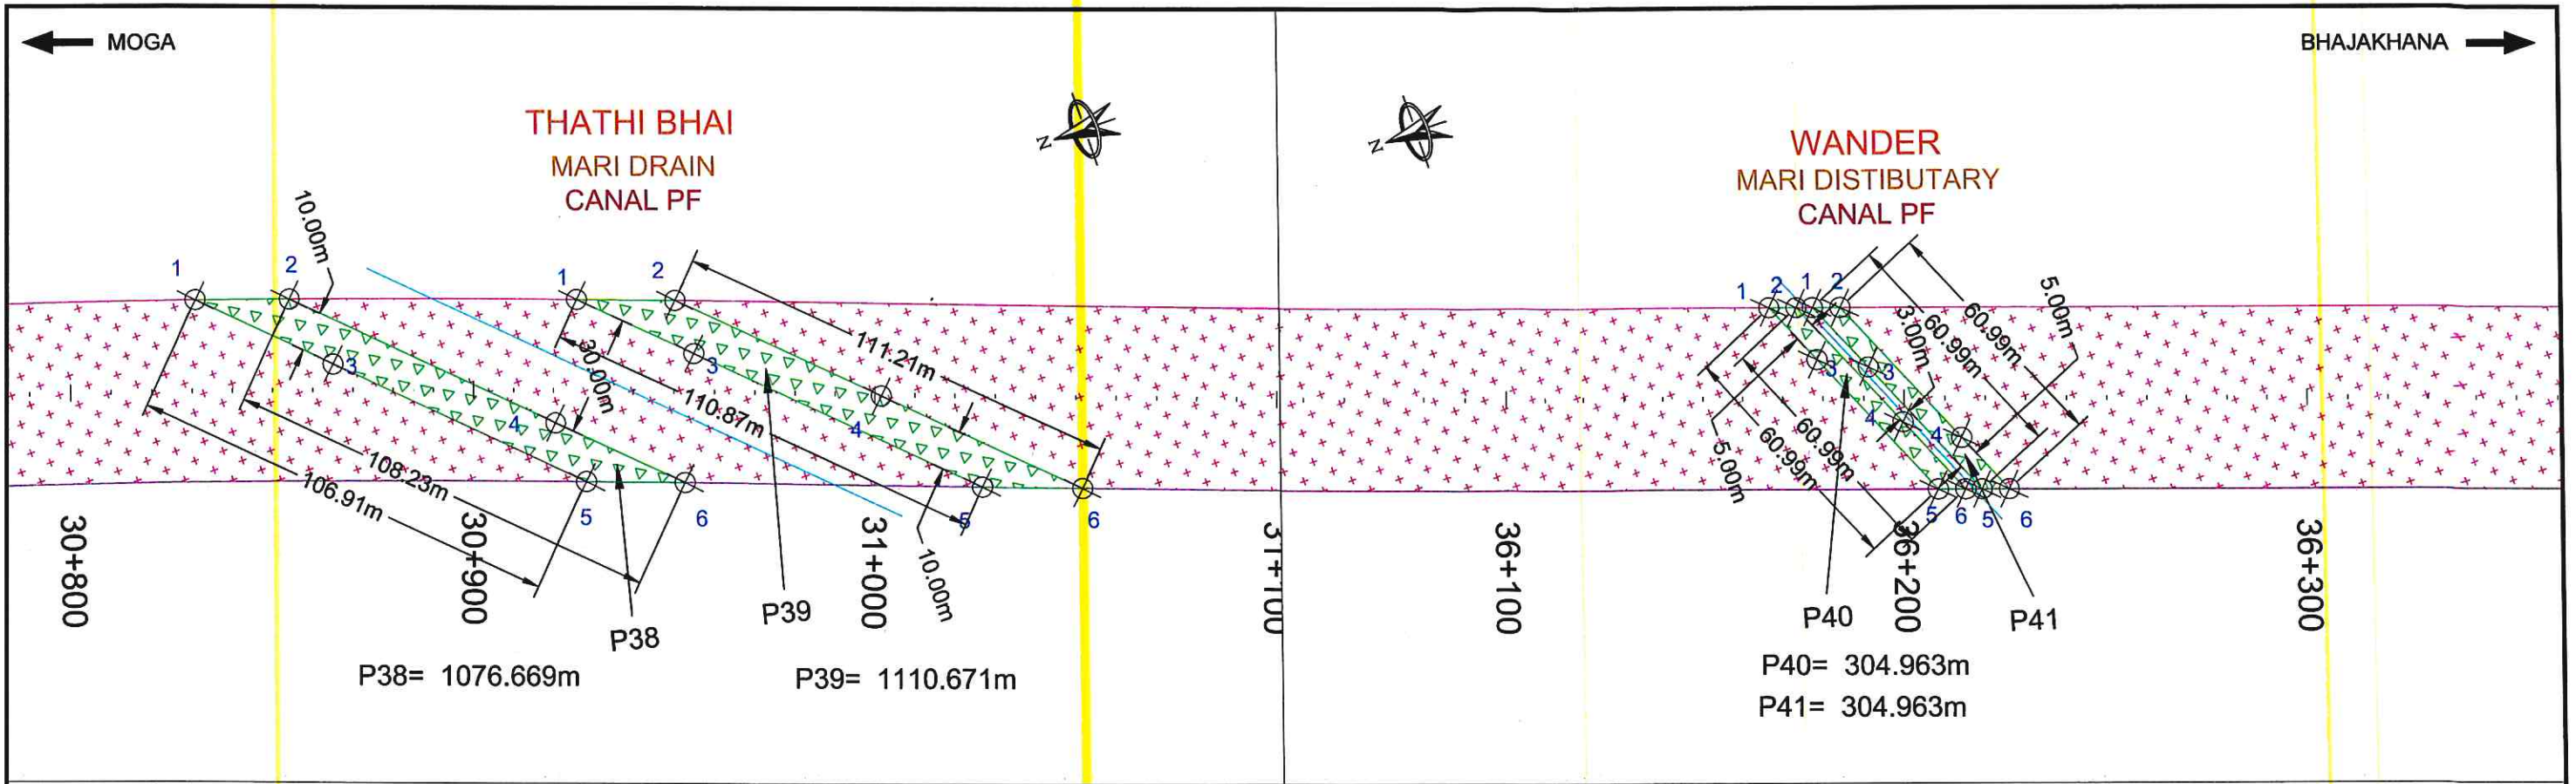 MOGA
BHAJAKHANA
THATHI BHAI
MARI DRAIN
CANAL PF
N
N
WANDER
MARI DISTIBUTARY
CANAL PF
10.00m
1
2
1
2
3
3
4
4
5
6
5
6
30.00m
111.21m
110.87m
108.23m
106.91m
10.00m
1
2
1
2
3
3
4
4
5
6
5
6
5.00m
60.99m
60.99m
3.00m
60.99m
60.99m
5.00m
30+800
30+900
31+000
31+100
36+100
36+200
36+300
P38
P39
P40
P41
P38= 1076.669m
P39= 1110.671m
P40= 304.963m
P41= 304.963m